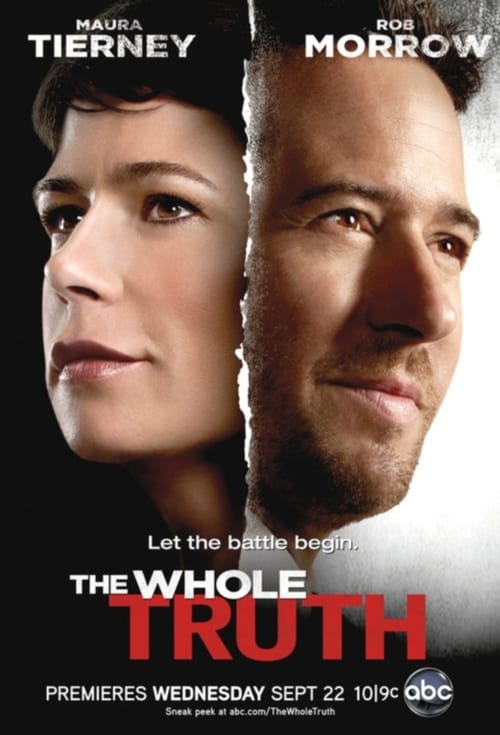 MAURA
TIERNEY
ROB
MORROW
Let the battle begin.
THE WHOLE
TRUTH
PREMIERES WEDNESDAY SEPT 22 10|9c abc
Sneak peek at abc.com/TheWholeTruth